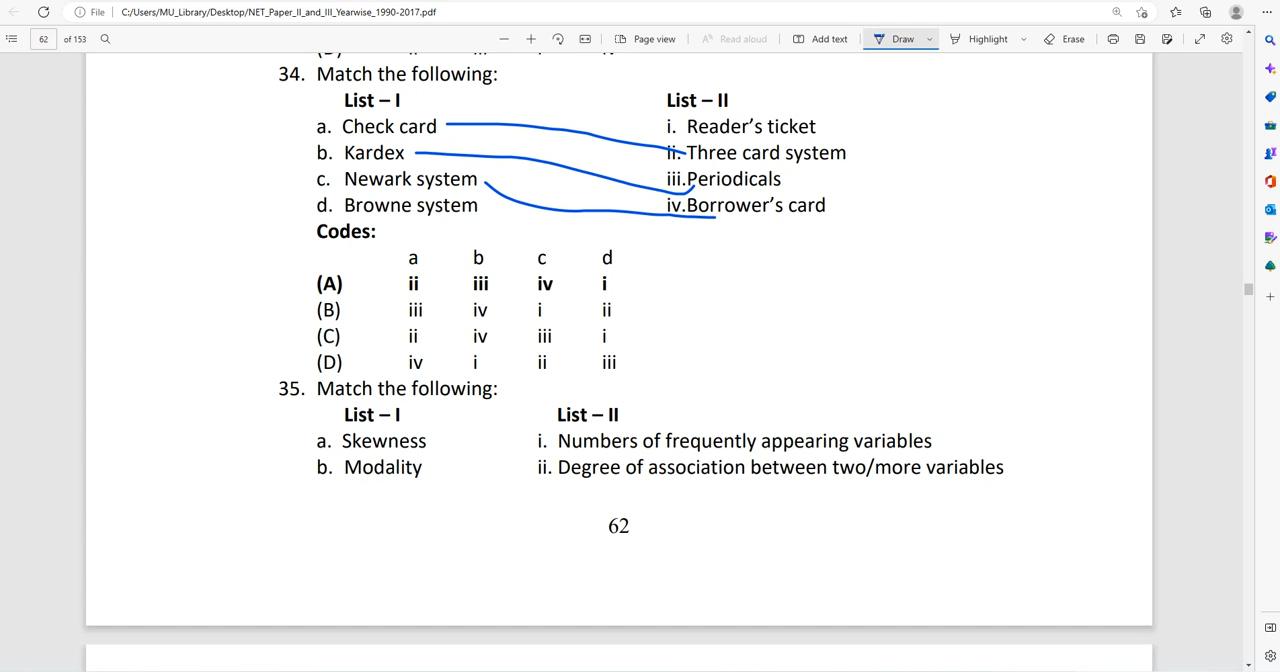 File
C:/Users/MU_Library/Desktop/NET_Paper_II_and_III_Yearwise_1990-2017.pdf
62 of 153
Page view
Read aloud
Add text
Draw
Highlight
Erase
34. Match the following:
List – I List – II
a. Check card i. Reader's ticket
b. Kardex ii. Three card system
c. Newark system iii.Periodicals
d. Browne system iv.Borrower's card
Codes:
a b c d
(A) ii iii iv i
(B) iii iv i ii
(C) ii iv iii i
(D) iv i ii iii
35. Match the following:
List – I List – II
a. Skewness i. Numbers of frequently appearing variables
b. Modality ii. Degree of association between two/more variables
62